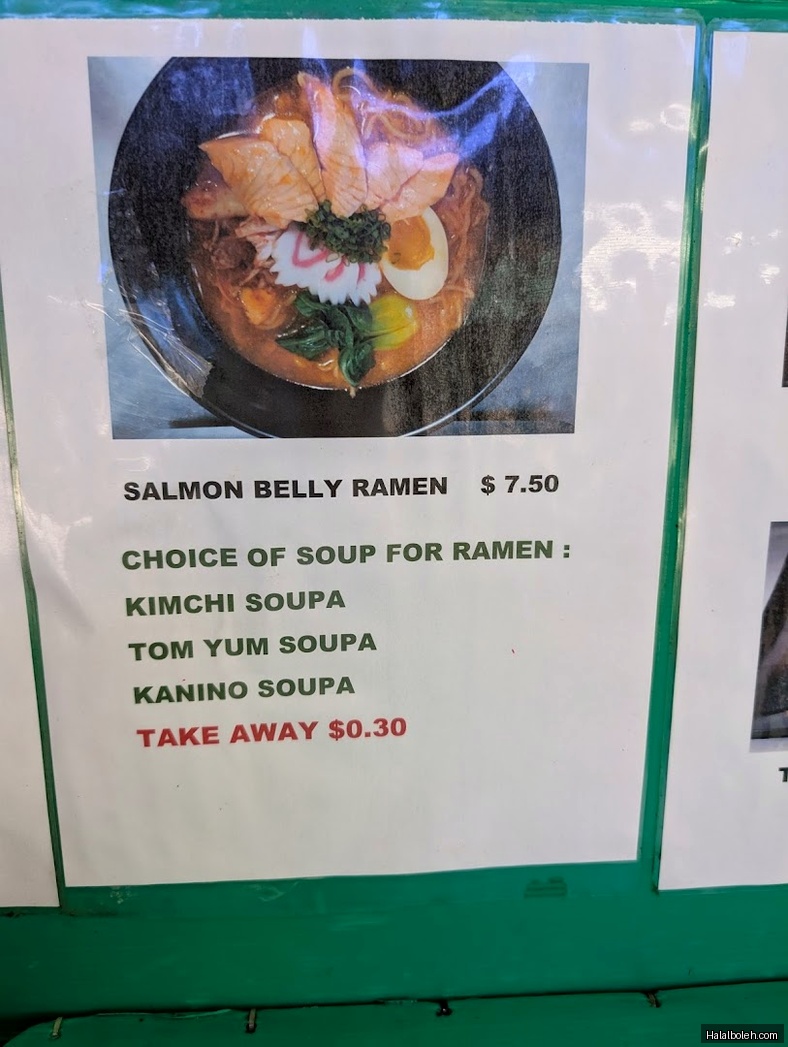 SALMON BELLY RAMEN $ 7.50
CHOICE OF SOUP FOR RAMEN :
KIMCHI SOUPA
TOM YUM SOUPA
KANINO SOUPA
TAKE AWAY $0.30
T
Halalboleh.com